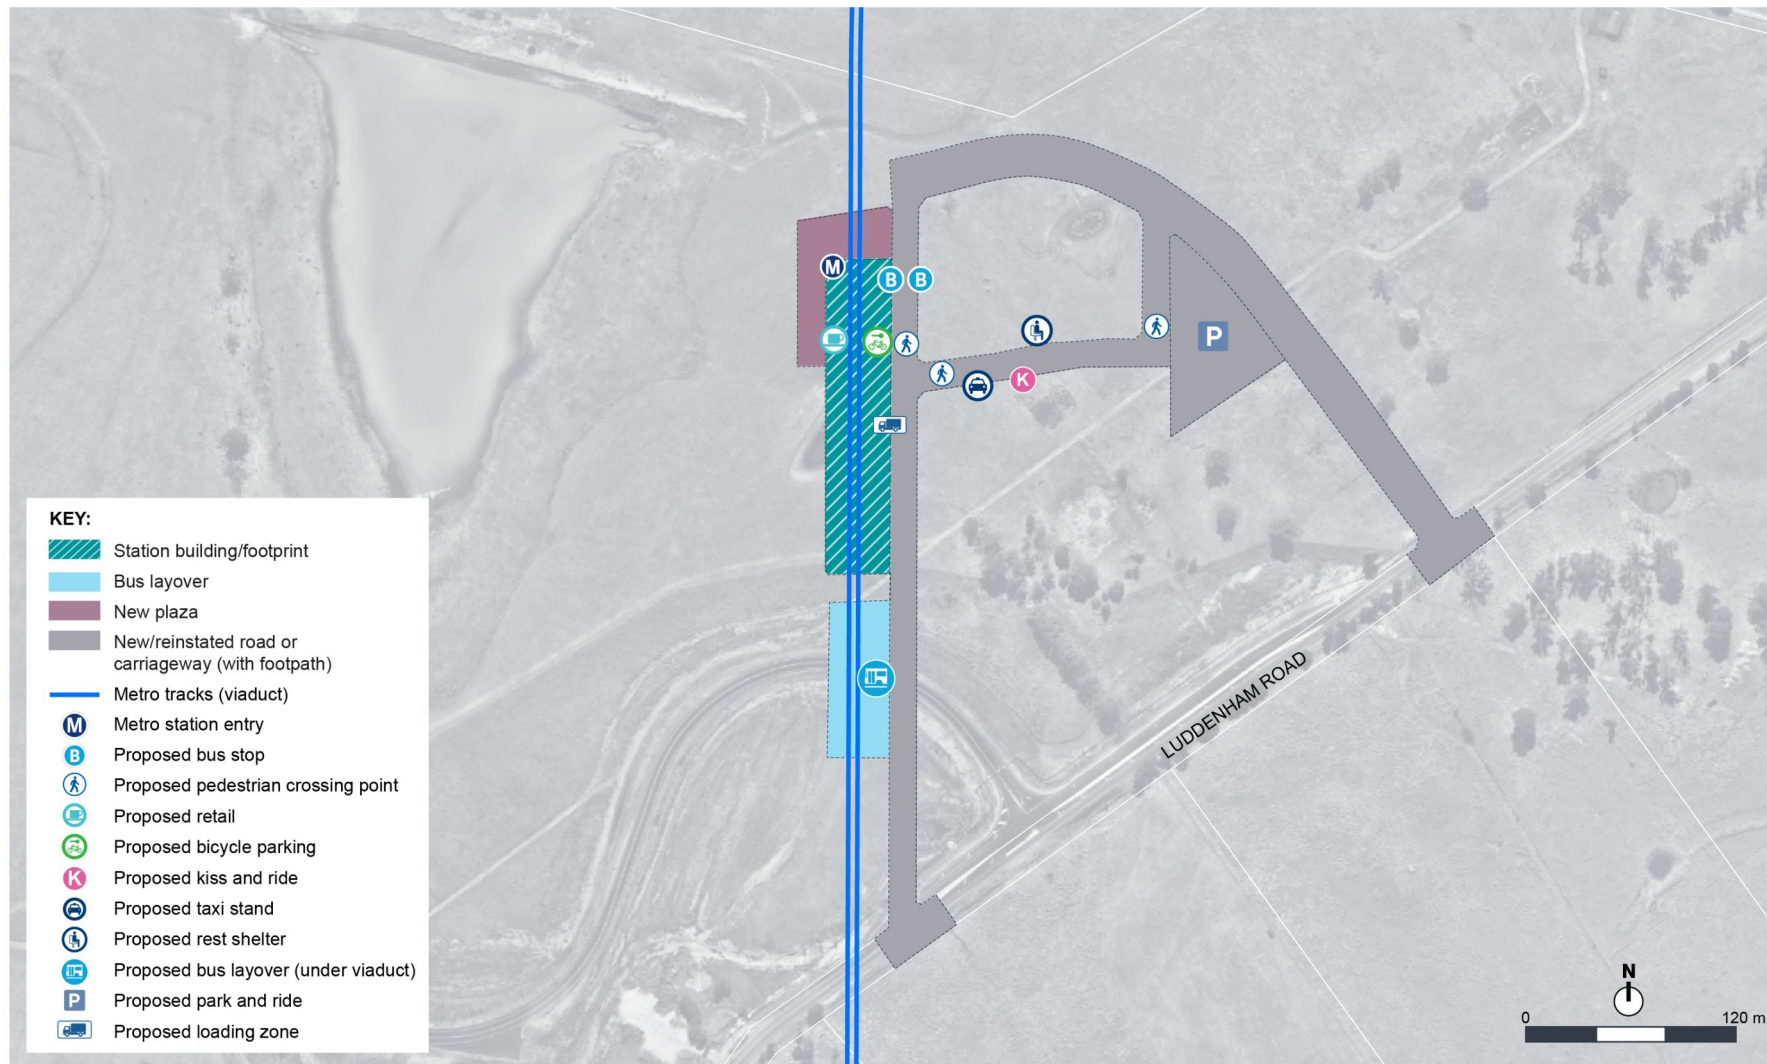 M
B B
P
K
KEY:
Station building/footprint
Bus layover
New plaza
New/reinstated road or
carriageway (with footpath)
Metro tracks (viaduct)
M Metro station entry
B Proposed bus stop
Proposed pedestrian crossing point
Proposed retail
Proposed bicycle parking
K Proposed kiss and ride
Proposed taxi stand
Proposed rest shelter
Proposed bus layover (under viaduct)
P Proposed park and ride
Proposed loading zone
LUDDENHAM ROAD
N
0 120 m